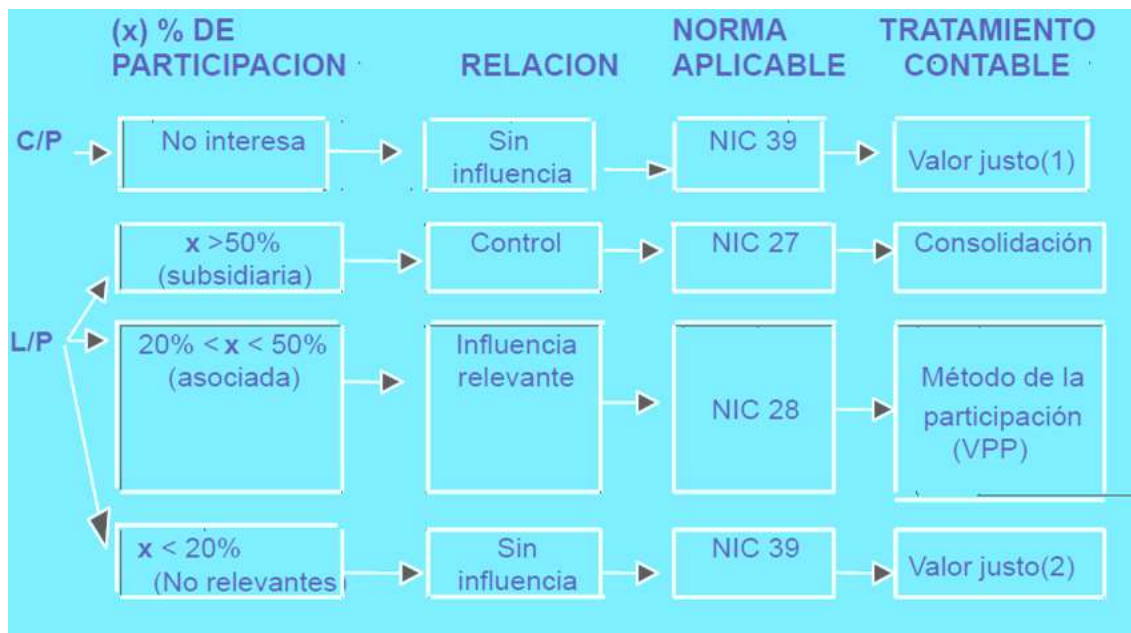 (x) % DE PARTICIPACION
RELACION
NORMA APLICABLE
TRATAMIENTO CONTABLE
C/P
No interesa
Sin
influencia
NIC 39
Valor justo(1)
x >50%
(subsidiaria)
Control
NIC 27
Consolidación
L/P
20% < x < 50%
(asociada)
Influencia
relevante
NIC 28
Método de la
participación
(VPP)
x < 20%
(No relevantes)
Sin
influencia
NIC 39
Valor justo(2)